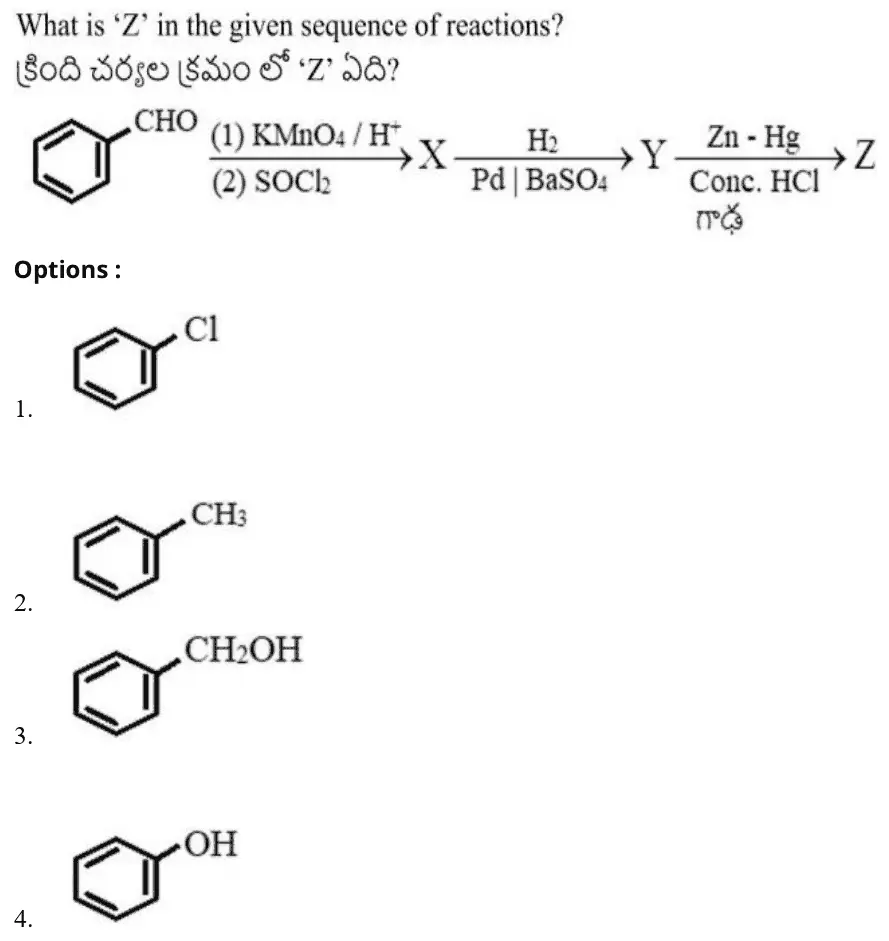 What is ‘Z’ in the given sequence of reactions?
క్రింది చర్యల క్రమం లో ‘Z’ ఏది?
CHO
(1) KMnO₄ / H⁺
(2) SOCl₂
X
H₂
Pd | BaSO₄
Y
Zn - Hg
Conc. HCl
గాఢ
Z
Options :
Cl
1.
CH₃
2.
CH₂OH
3.
OH
4.